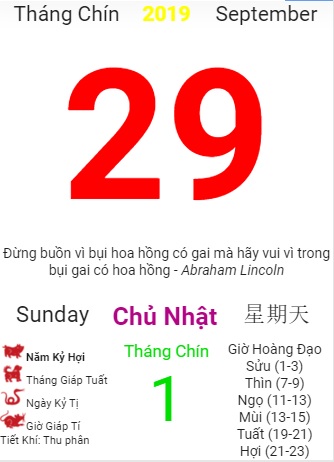 Tháng Chín 2019 September
29
Đừng buồn vì bụi hoa hồng có gai mà hãy vui vì trong
bụi gai có hoa hồng - Abraham Lincoln
Sunday Chủ Nhật 星期天
Năm Kỷ Hợi
Tháng Giáp Tuất
Ngày Kỷ Tị
Giờ Giáp Tí
Tiết Khí: Thu phân
Tháng Chín
1
Giờ Hoàng Đạo
Sửu (1-3)
Thìn (7-9)
Ngọ (11-13)
Mùi (13-15)
Tuất (19-21)
Hợi (21-23)